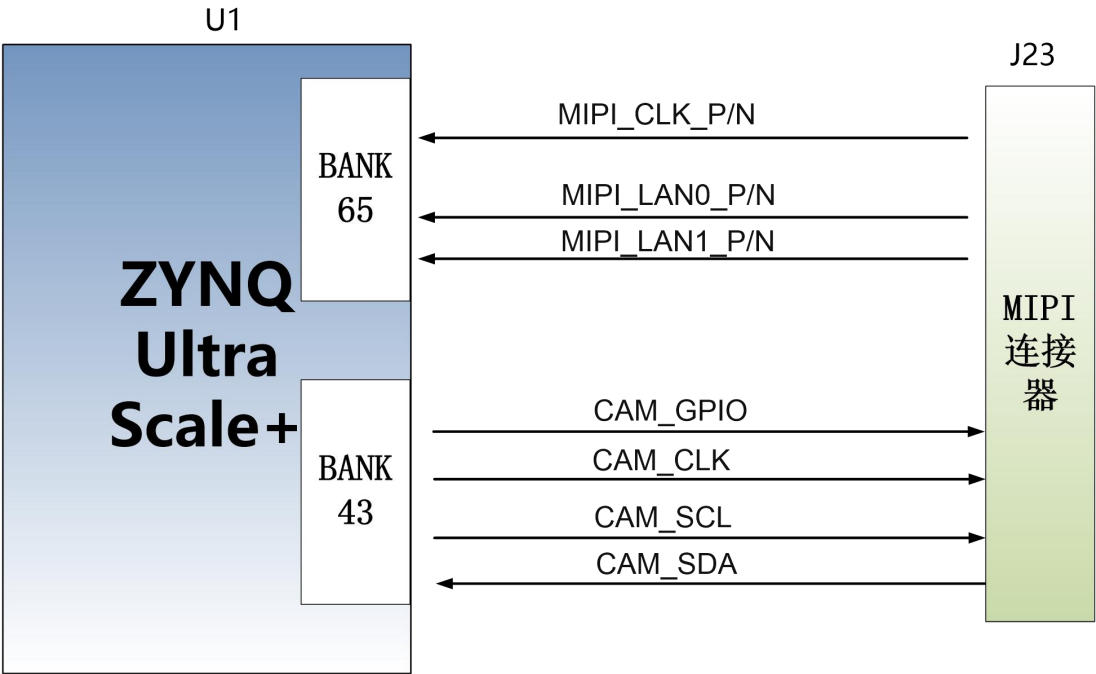 U1
J23
ZYNQ
Ultra
Scale+
BANK
65
BANK
43
MIPI_CLK_P/N
MIPI_LAN0_P/N
MIPI_LAN1_P/N
CAM_GPIO
CAM_CLK
CAM_SCL
CAM_SDA
MIPI
连接
器